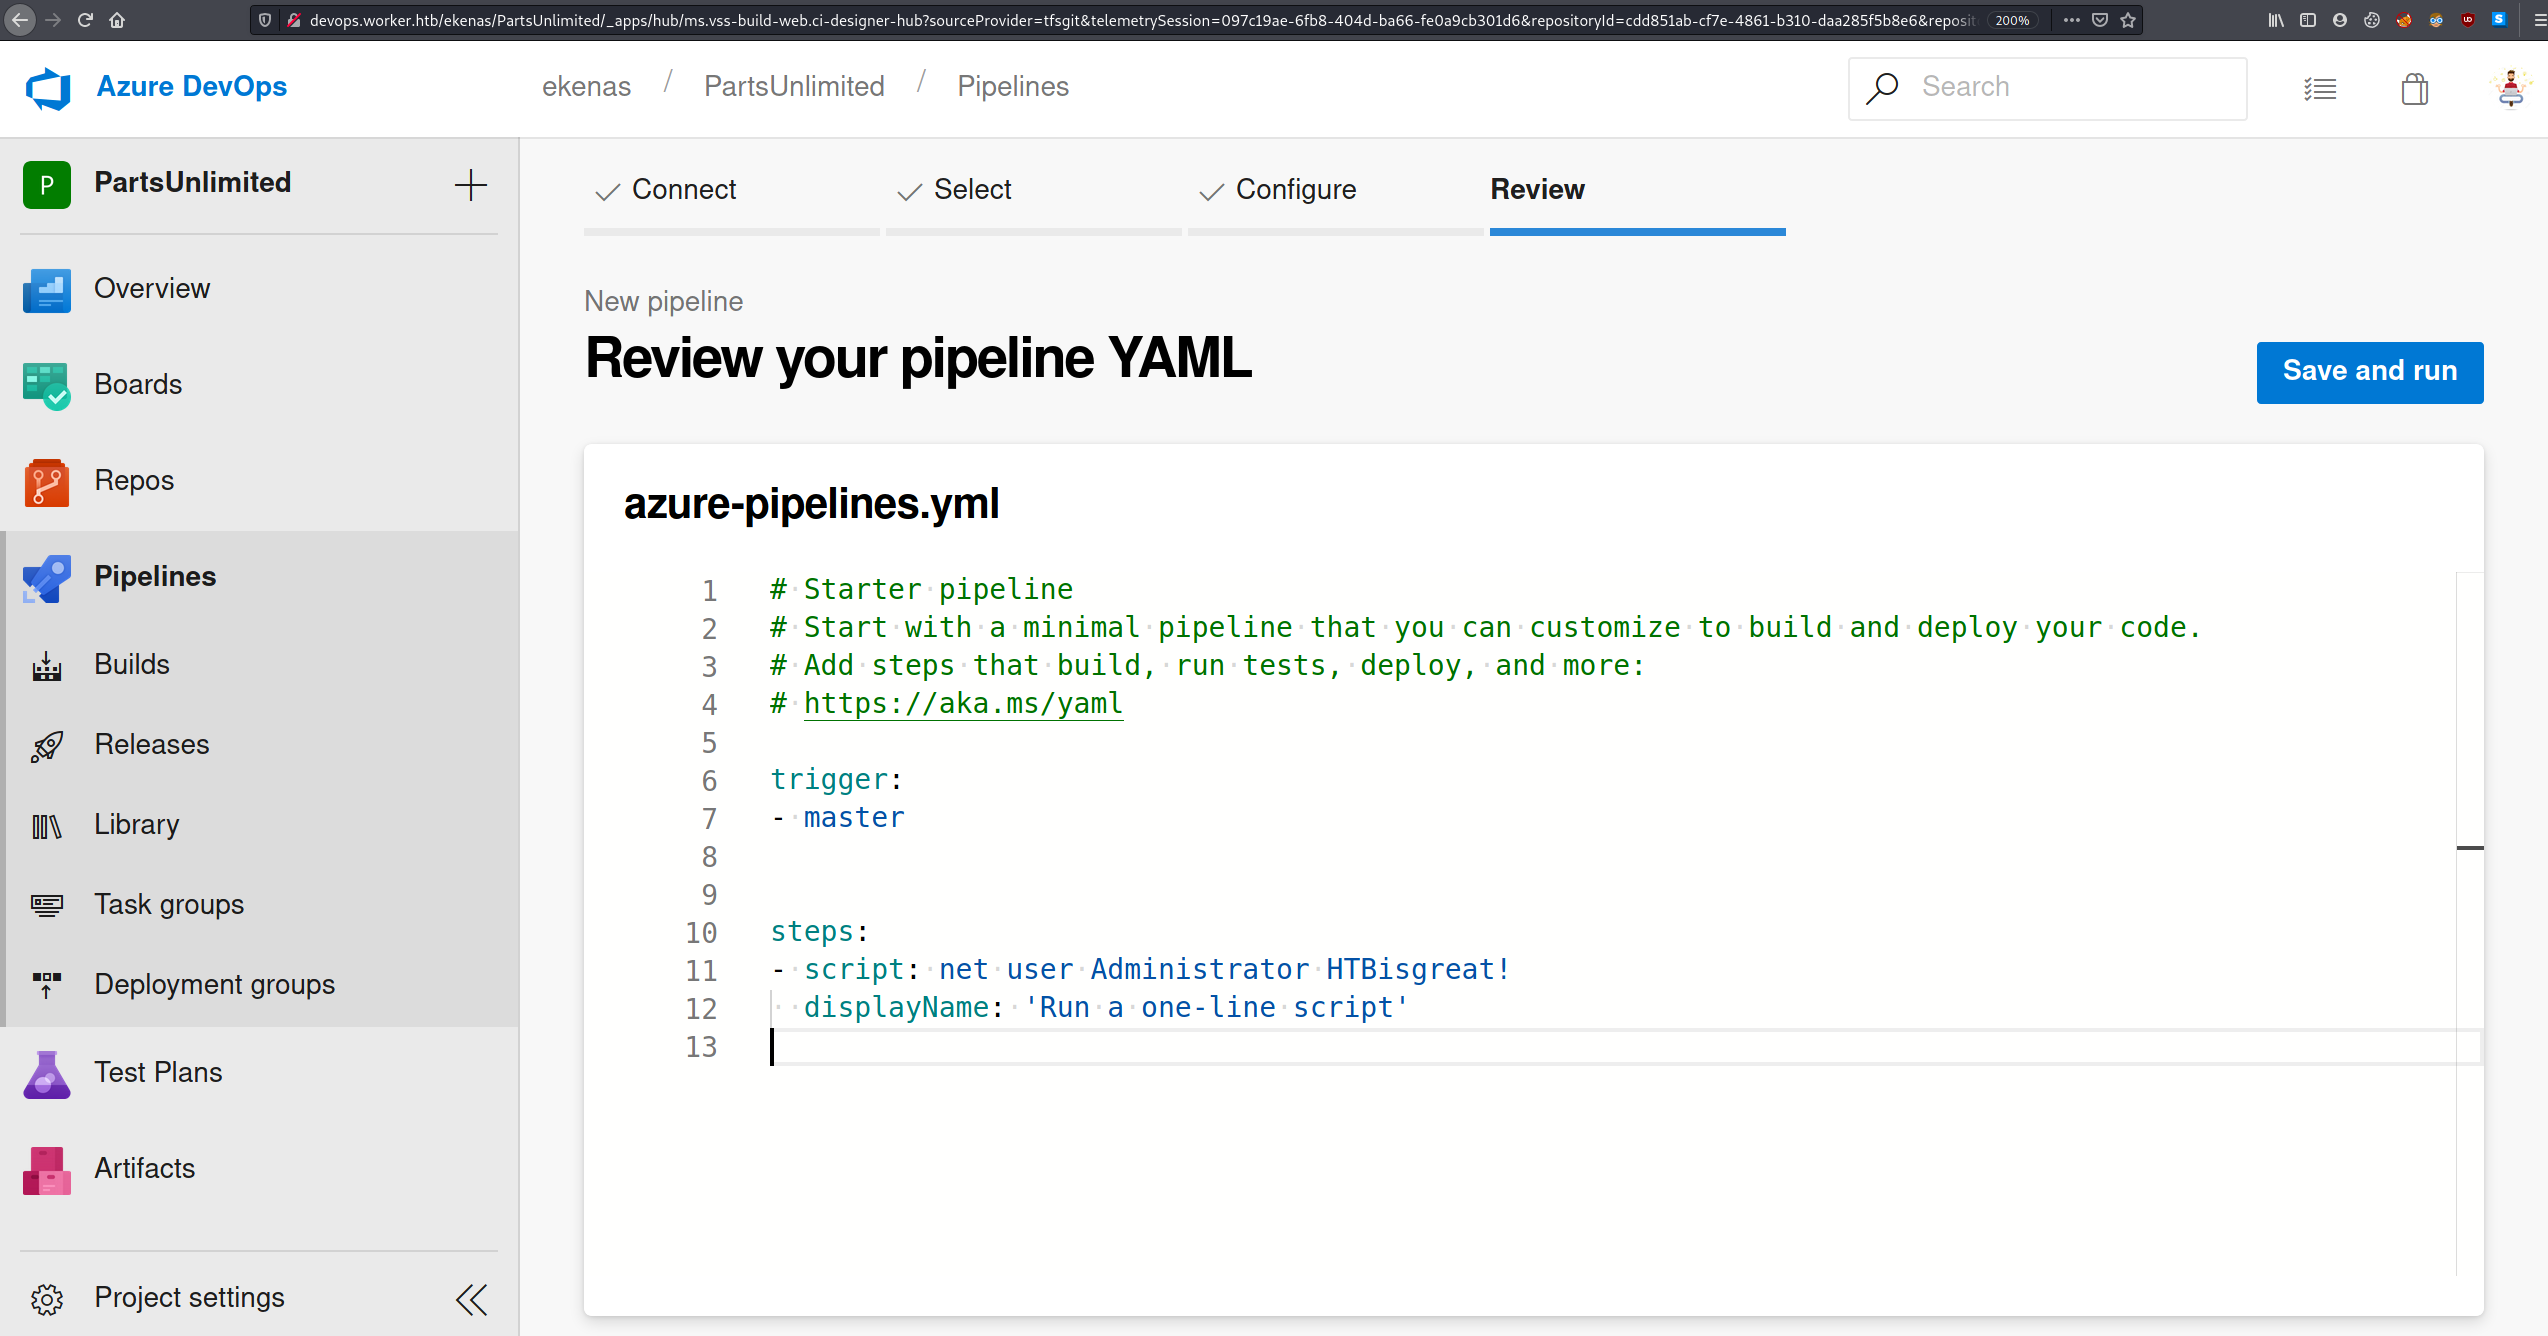 devops.worker.htb/ekenas/PartsUnlimited/_apps/hub/ms.vss-build-web.ci-designer-hub?sourceProvider=tfsgit&telemetrySession=097c19ae-6fb8-404d-ba66-fe0a9cb301d6&repositoryId=cdd851ab-cf7e-4861-b310-daa285f5b8e6&reposit 200%
Azure DevOps
ekenas / PartsUnlimited / Pipelines
Search
P PartsUnlimited
Overview
Boards
Repos
Pipelines
Builds
Releases
Library
Task groups
Deployment groups
Test Plans
Artifacts
Project settings
Connect Select Configure Review
New pipeline
Review your pipeline YAML
Save and run
azure-pipelines.yml
1 # Starter pipeline
2 # Start with a minimal pipeline that you can customize to build and deploy your code.
3 # Add steps that build, run tests, deploy, and more:
4 # https://aka.ms/yaml
5
6 trigger:
7 - master
8
9
10 steps:
11 - script: net user Administrator HTBisgreat!
12   displayName: 'Run a one-line script'
13